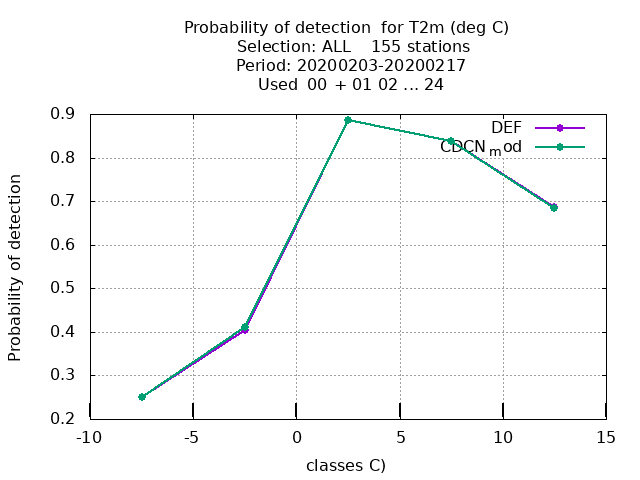 Probability of detection  for T2m (deg C)
Selection: ALL    155 stations
Period: 20200203-20200217
Used  00 + 01 02 ... 24
DEF
CDCN_mod
Probability of detection
0.9
0.8
0.7
0.6
0.5
0.4
0.3
0.2
-10 -5 0 5 10 15
classes C)